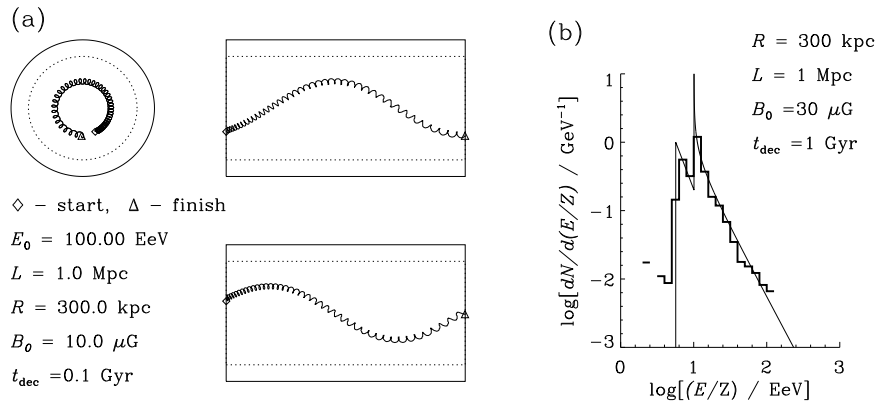 (a)
◇ – start, Δ – finish
E₀ = 100.00 EeV
L = 1.0 Mpc
R = 300.0 kpc
B₀ = 10.0 μG
t_dec =0.1 Gyr
(b)
R = 300 kpc
L = 1 Mpc
B₀ =30 μG
t_dec =1 Gyr
log[dN/d(E/Z) / GeV⁻¹]
1
0
−1
−2
−3
0 1 2 3
log[(E/Z) / EeV]